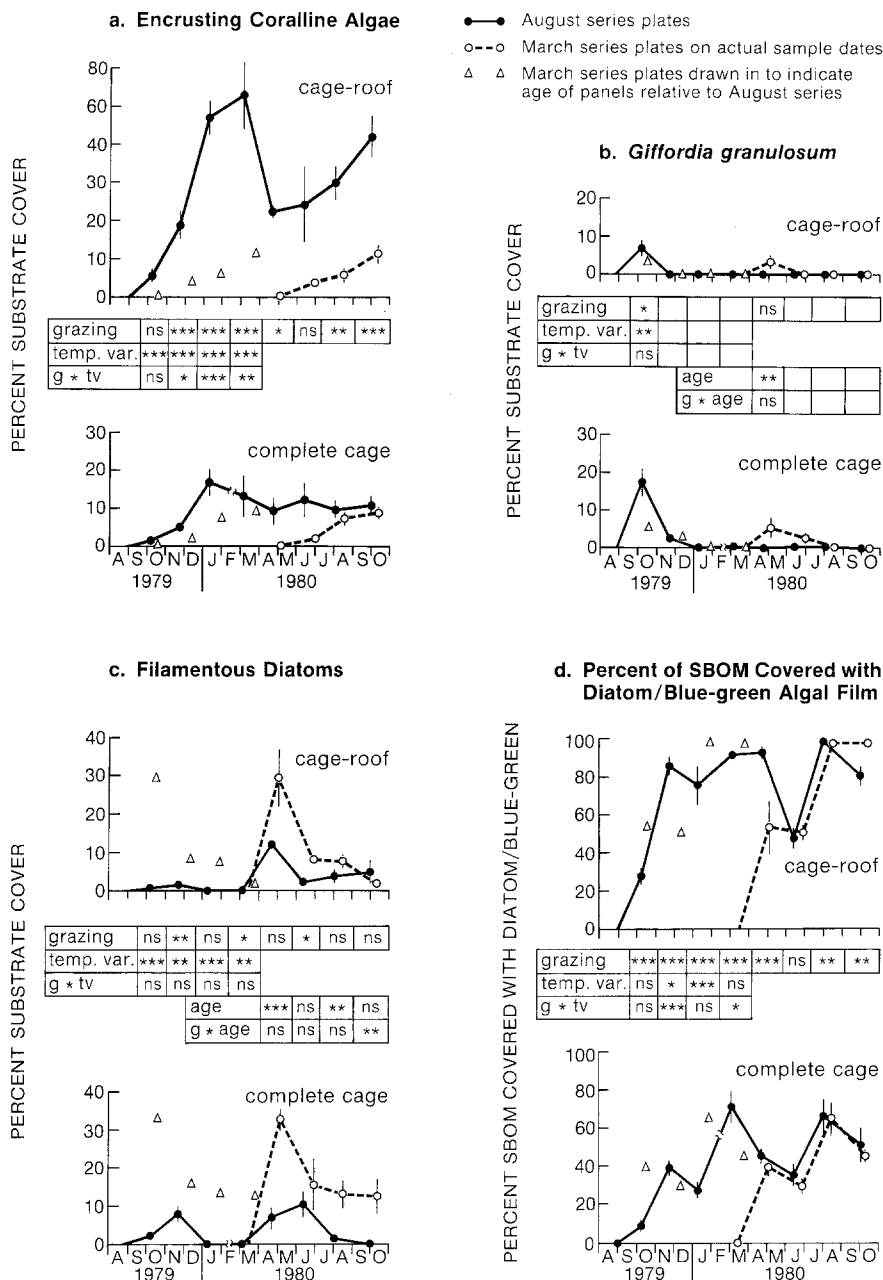 a. Encrusting Coralline Algae
August series plates
March series plates on actual sample dates
March series plates drawn in to indicate
age of panels relative to August series
PERCENT SUBSTRATE COVER
80
60
40
30
20
10
0
cage-roof
grazing ns *** *** *** * ns ** ***
temp. var. *** *** *** ***
g * tv ns * *** **
30
20
10
0
complete cage
A S O N D J F M A M J J A S O
1979 1980
b. Giffordia granulosum
PERCENT SUBSTRATE COVER
20
10
0
cage-roof
grazing * ns
temp. var. **
g * tv ns
age **
g * age ns
30
20
10
0
complete cage
A S O N D J F M A M J J A S O
1979 1980
c. Filamentous Diatoms
PERCENT SUBSTRATE COVER
40
30
20
10
0
cage-roof
grazing ns ** ns * ns * ns ns
temp. var. *** ** *** **
g * tv ns ns ns ns
age *** ns ** ns
g * age ns ns ns **
40
30
20
10
0
complete cage
A S O N D J F M A M J J A S O
1979 1980
d. Percent of SBOM Covered with
Diatom/Blue-green Algal Film
PERCENT SBOM COVERED WITH DIATOM/BLUE-GREEN
100
80
60
40
20
0
cage-roof
grazing *** *** *** *** *** ns ** **
temp. var. ns * *** ns
g * tv ns *** ns *
100
80
60
40
20
0
complete cage
A S O N D J F M A M J J A S O
1979 1980